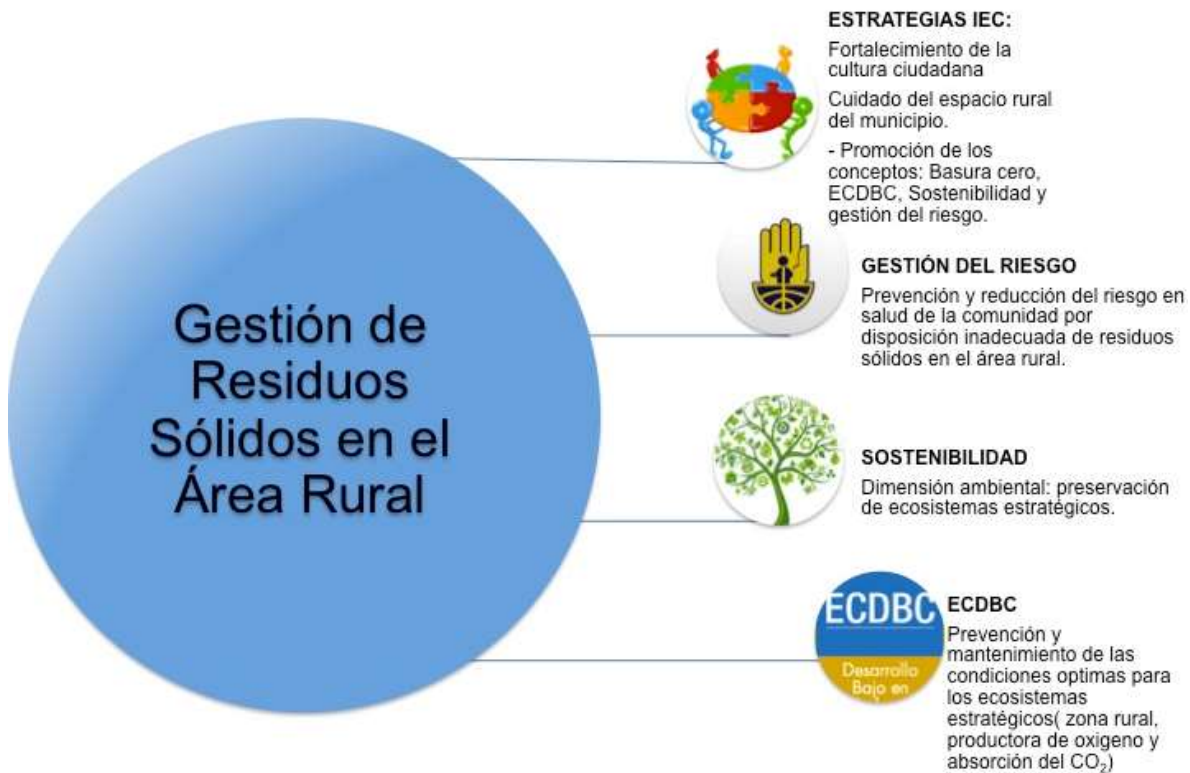 ESTRATEGIAS IEC:
Fortalecimiento de la
cultura ciudadana
Cuidado del espacio rural
del municipio.
- Promoción de los
conceptos: Basura cero,
ECDBC, Sostenibilidad y
gestión del riesgo.
GESTIÓN DEL RIESGO
Prevención y reducción del riesgo en
salud de la comunidad por
disposición inadecuada de residuos
sólidos en el área rural.
Gestión de
Residuos
Sólidos en el
Área Rural
SOSTENIBILIDAD
Dimensión ambiental: preservación
de ecosistemas estratégicos.
ECDBC
Desarrollo
Bajo en
ECDBC
Prevención y
mantenimiento de las
condiciones optimas para
los ecosistemas
estratégicos( zona rural,
productora de oxigeno y
absorción del CO₂)